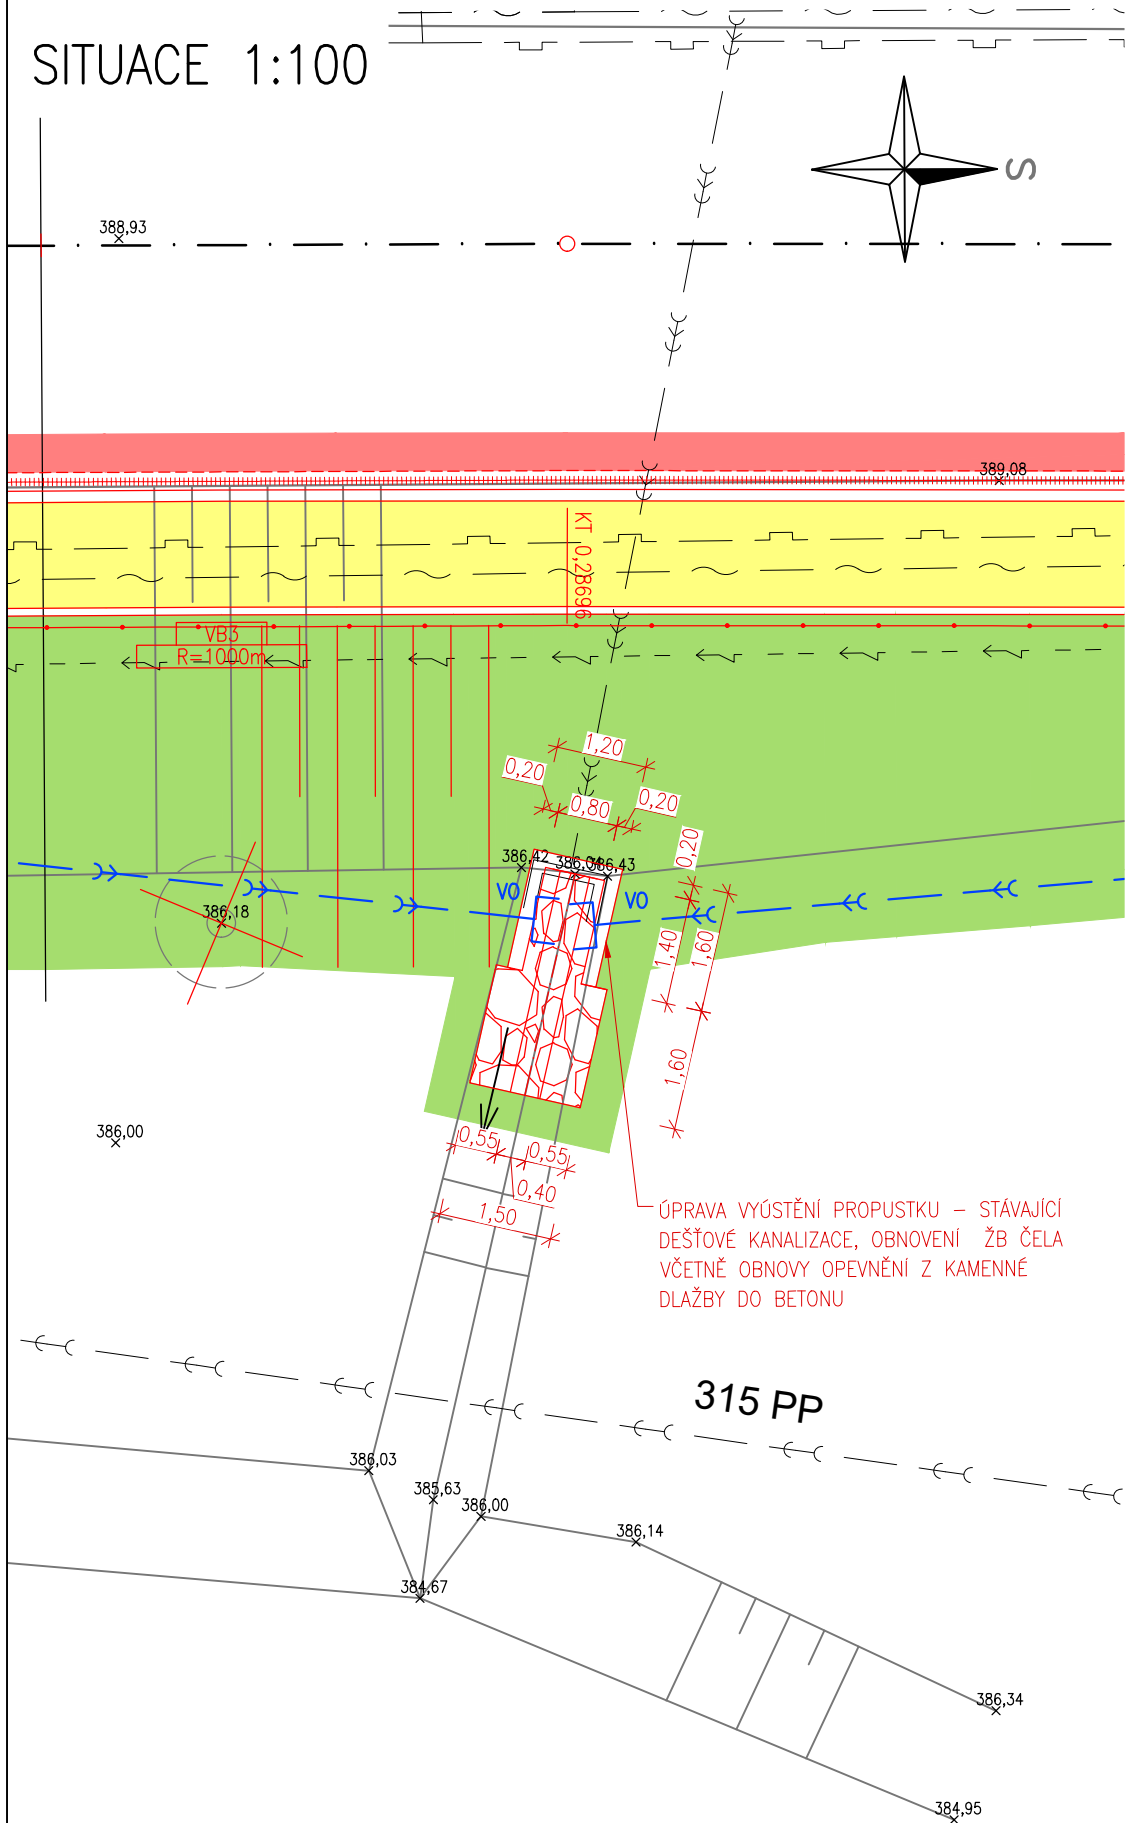 SITUACE 1:100
S
388,93
389,08
KT 0,28696
VB3
R=1000m
1,20
0,20
0,80
0,20
0,20
386,42
386,43
VO
VO
386,18
1,40
1,60
1,60
386,00
0,55
0,55
0,40
1,50
ÚPRAVA VYÚSTĚNÍ PROPUSTKU – STÁVAJÍCÍ
DEŠŤOVÉ KANALIZACE, OBNOVENÍ ŽB ČELA
VČETNĚ OBNOVY OPEVNĚNÍ Z KAMENNÉ
DLAŽBY DO BETONU
315 PP
386,03
385,63
386,00
386,14
384,67
386,34
384,95